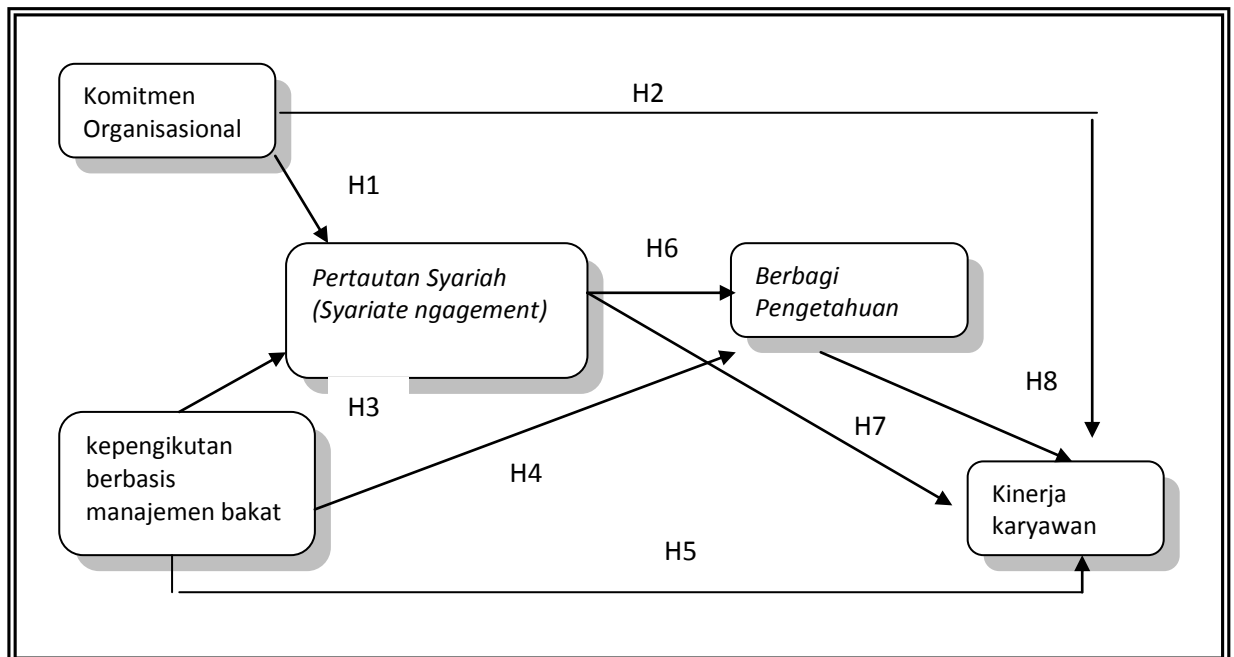 Komitmen
Organisasional
H2
H1
Pertautan Syariah
(Syariate ngagement)
H6
Berbagi
Pengetahuan
H3
H8
H7
kepengikutan
berbasis
manajemen bakat
H4
Kinerja
karyawan
H5